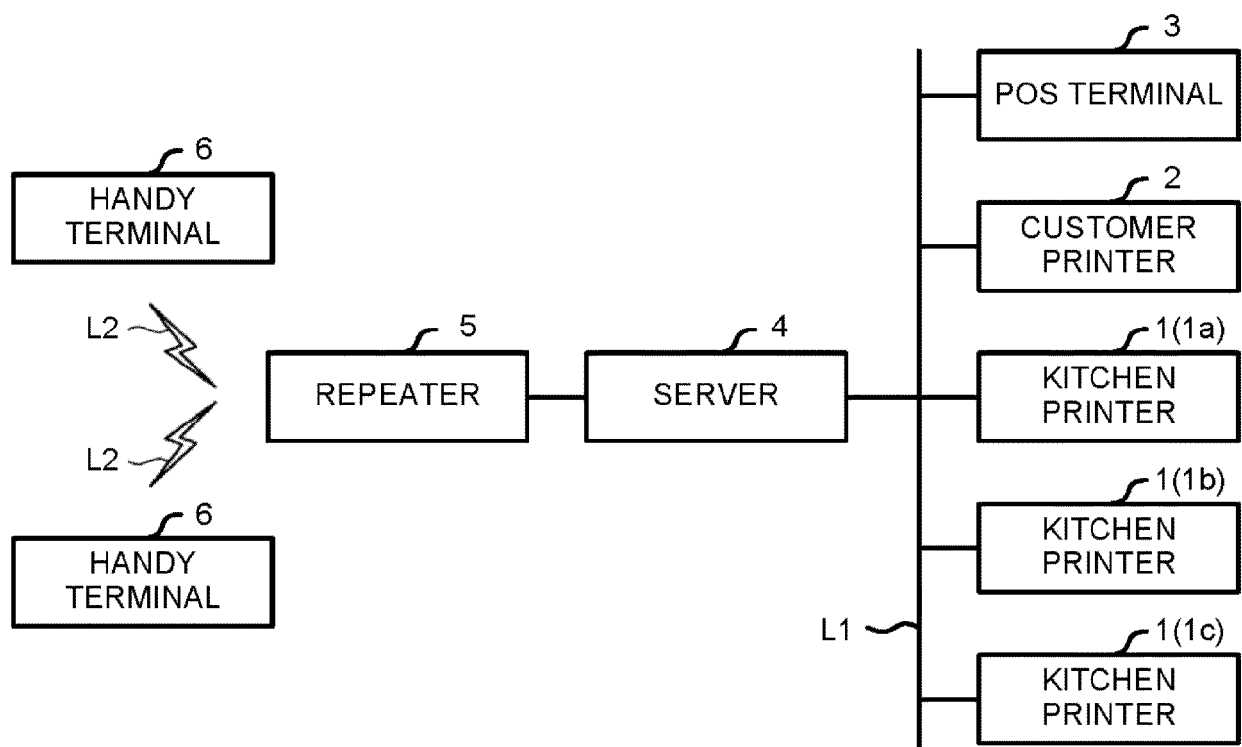 3
POS TERMINAL
6
HANDY
TERMINAL
2
CUSTOMER
PRINTER
L2
5
REPEATER
4
SERVER
1(1a)
KITCHEN
PRINTER
L2
6
HANDY
TERMINAL
1(1b)
KITCHEN
PRINTER
L1
1(1c)
KITCHEN
PRINTER